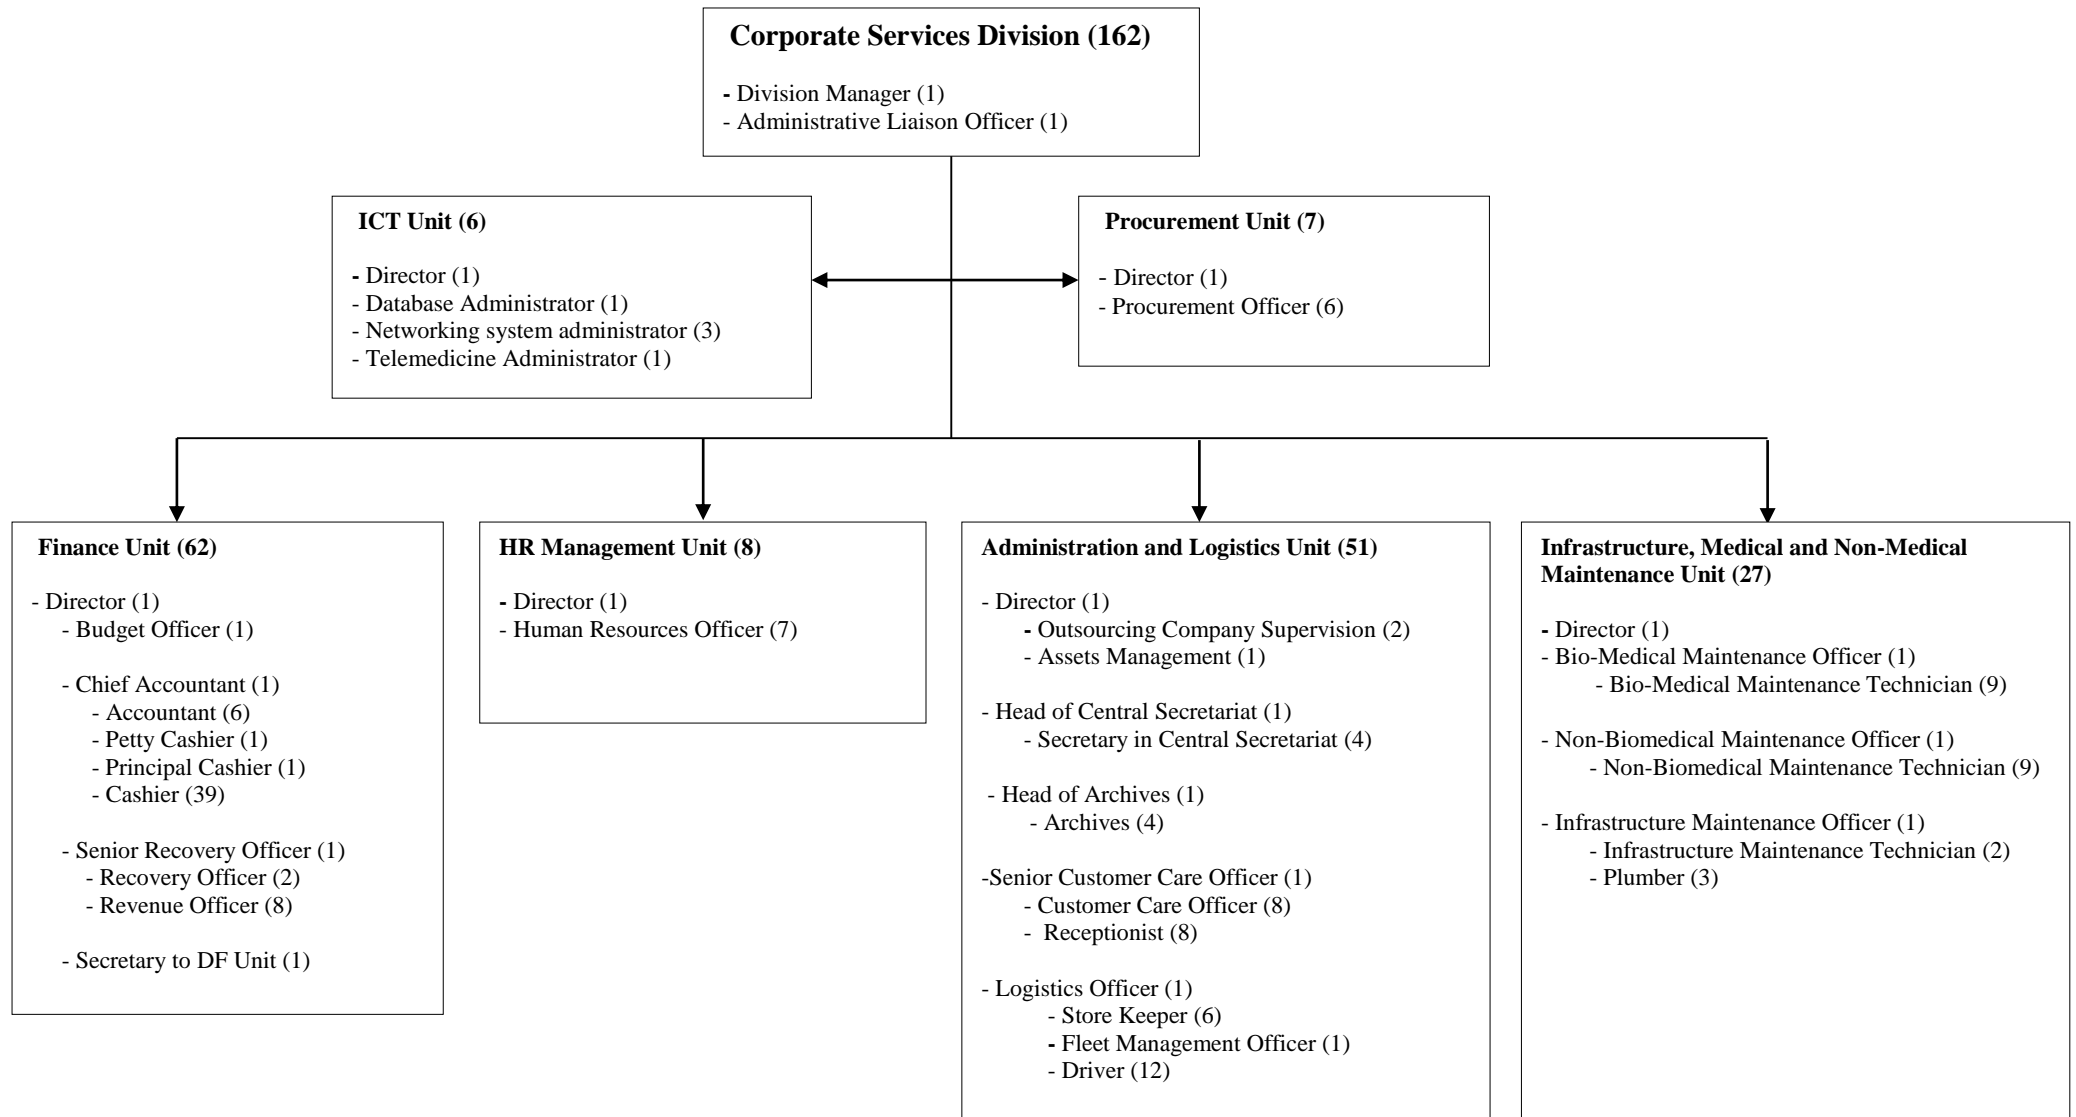 Corporate Services Division (162)
- Division Manager (1)
- Administrative Liaison Officer (1)
ICT Unit (6)
- Director (1)
- Database Administrator (1)
- Networking system administrator (3)
- Telemedicine Administrator (1)
Procurement Unit (7)
- Director (1)
- Procurement Officer (6)
Finance Unit (62)
- Director (1)
- Budget Officer (1)
- Chief Accountant (1)
- Accountant (6)
- Petty Cashier (1)
- Principal Cashier (1)
- Cashier (39)
- Senior Recovery Officer (1)
- Recovery Officer (2)
- Revenue Officer (8)
- Secretary to DF Unit (1)
HR Management Unit (8)
- Director (1)
- Human Resources Officer (7)
Administration and Logistics Unit (51)
- Director (1)
- Outsourcing Company Supervision (2)
- Assets Management (1)
- Head of Central Secretariat (1)
- Secretary in Central Secretariat (4)
- Head of Archives (1)
- Archives (4)
-Senior Customer Care Officer (1)
- Customer Care Officer (8)
- Receptionist (8)
- Logistics Officer (1)
- Store Keeper (6)
- Fleet Management Officer (1)
- Driver (12)
Infrastructure, Medical and Non-Medical
Maintenance Unit (27)
- Director (1)
- Bio-Medical Maintenance Officer (1)
- Bio-Medical Maintenance Technician (9)
- Non-Biomedical Maintenance Officer (1)
- Non-Biomedical Maintenance Technician (9)
- Infrastructure Maintenance Officer (1)
- Infrastructure Maintenance Technician (2)
- Plumber (3)